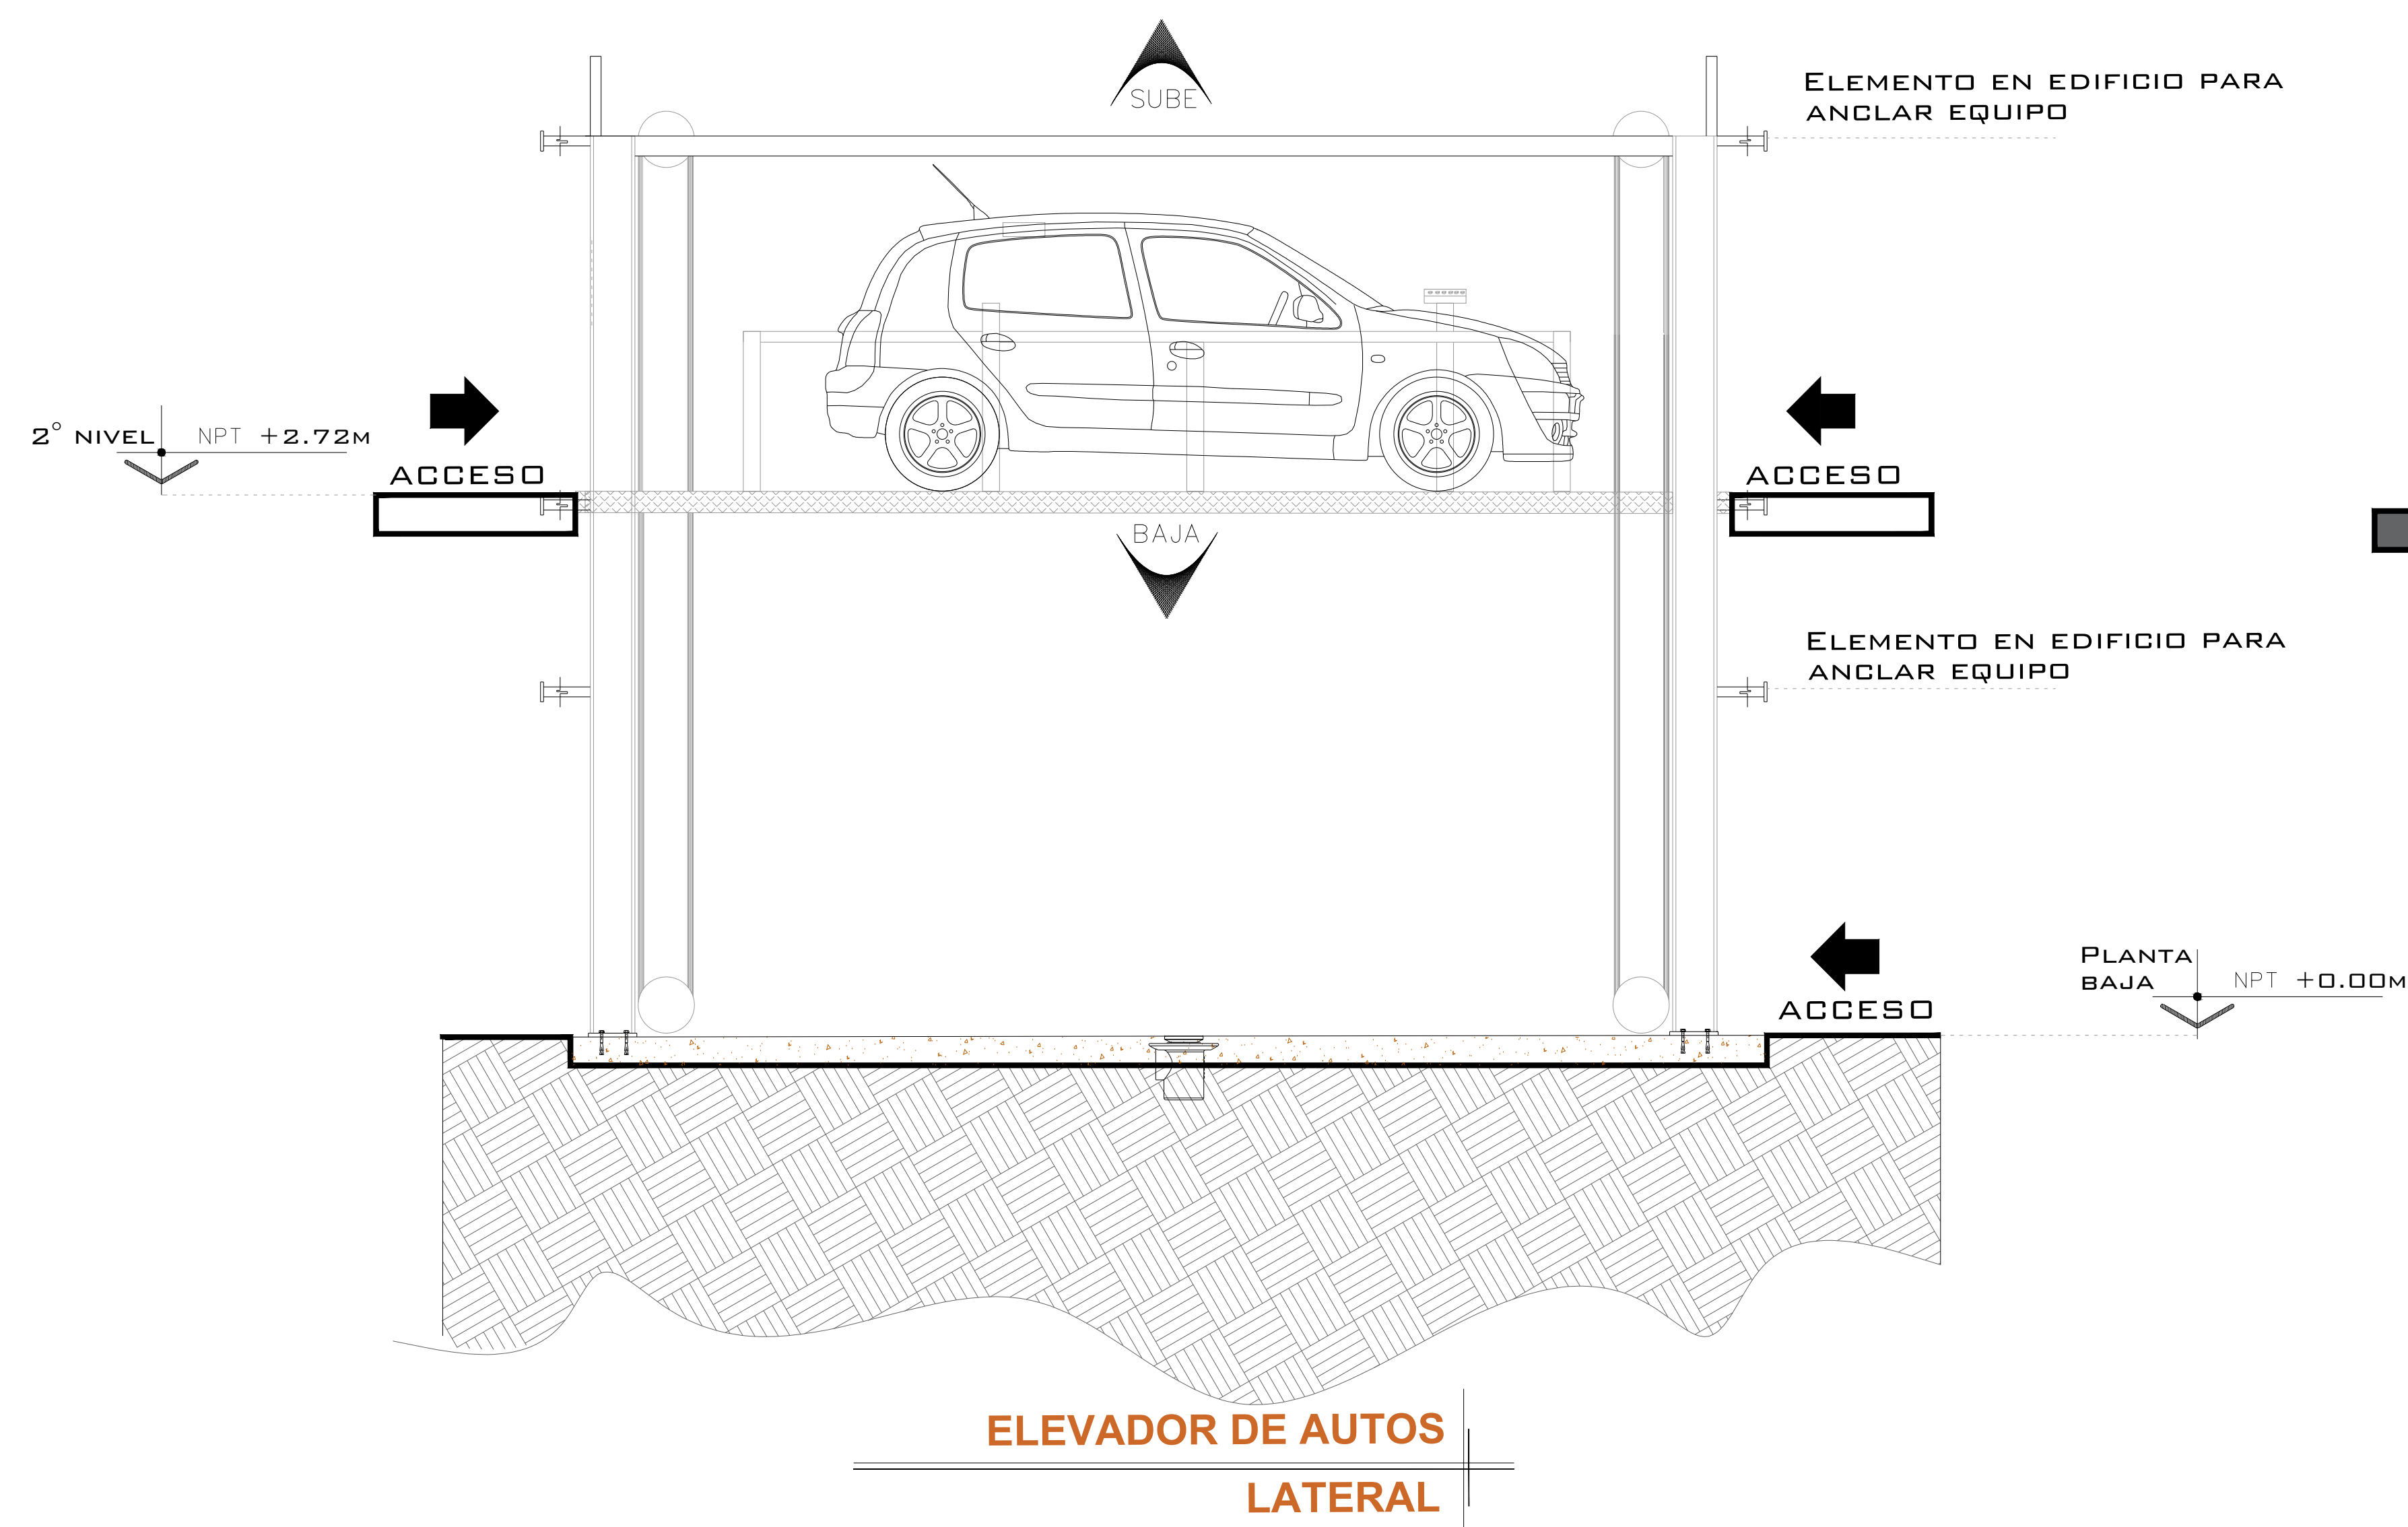 SUBE
ELEMENTO EN EDIFICIO PARA
ANCLAR EQUIPO
2° NIVEL NPT +2.72M
ACCESO
ACCESO
BAJA
ELEMENTO EN EDIFICIO PARA
ANCLAR EQUIPO
PLANTA
BAJA NPT +0.00M
ACCESO
ELEVADOR DE AUTOS
LATERAL